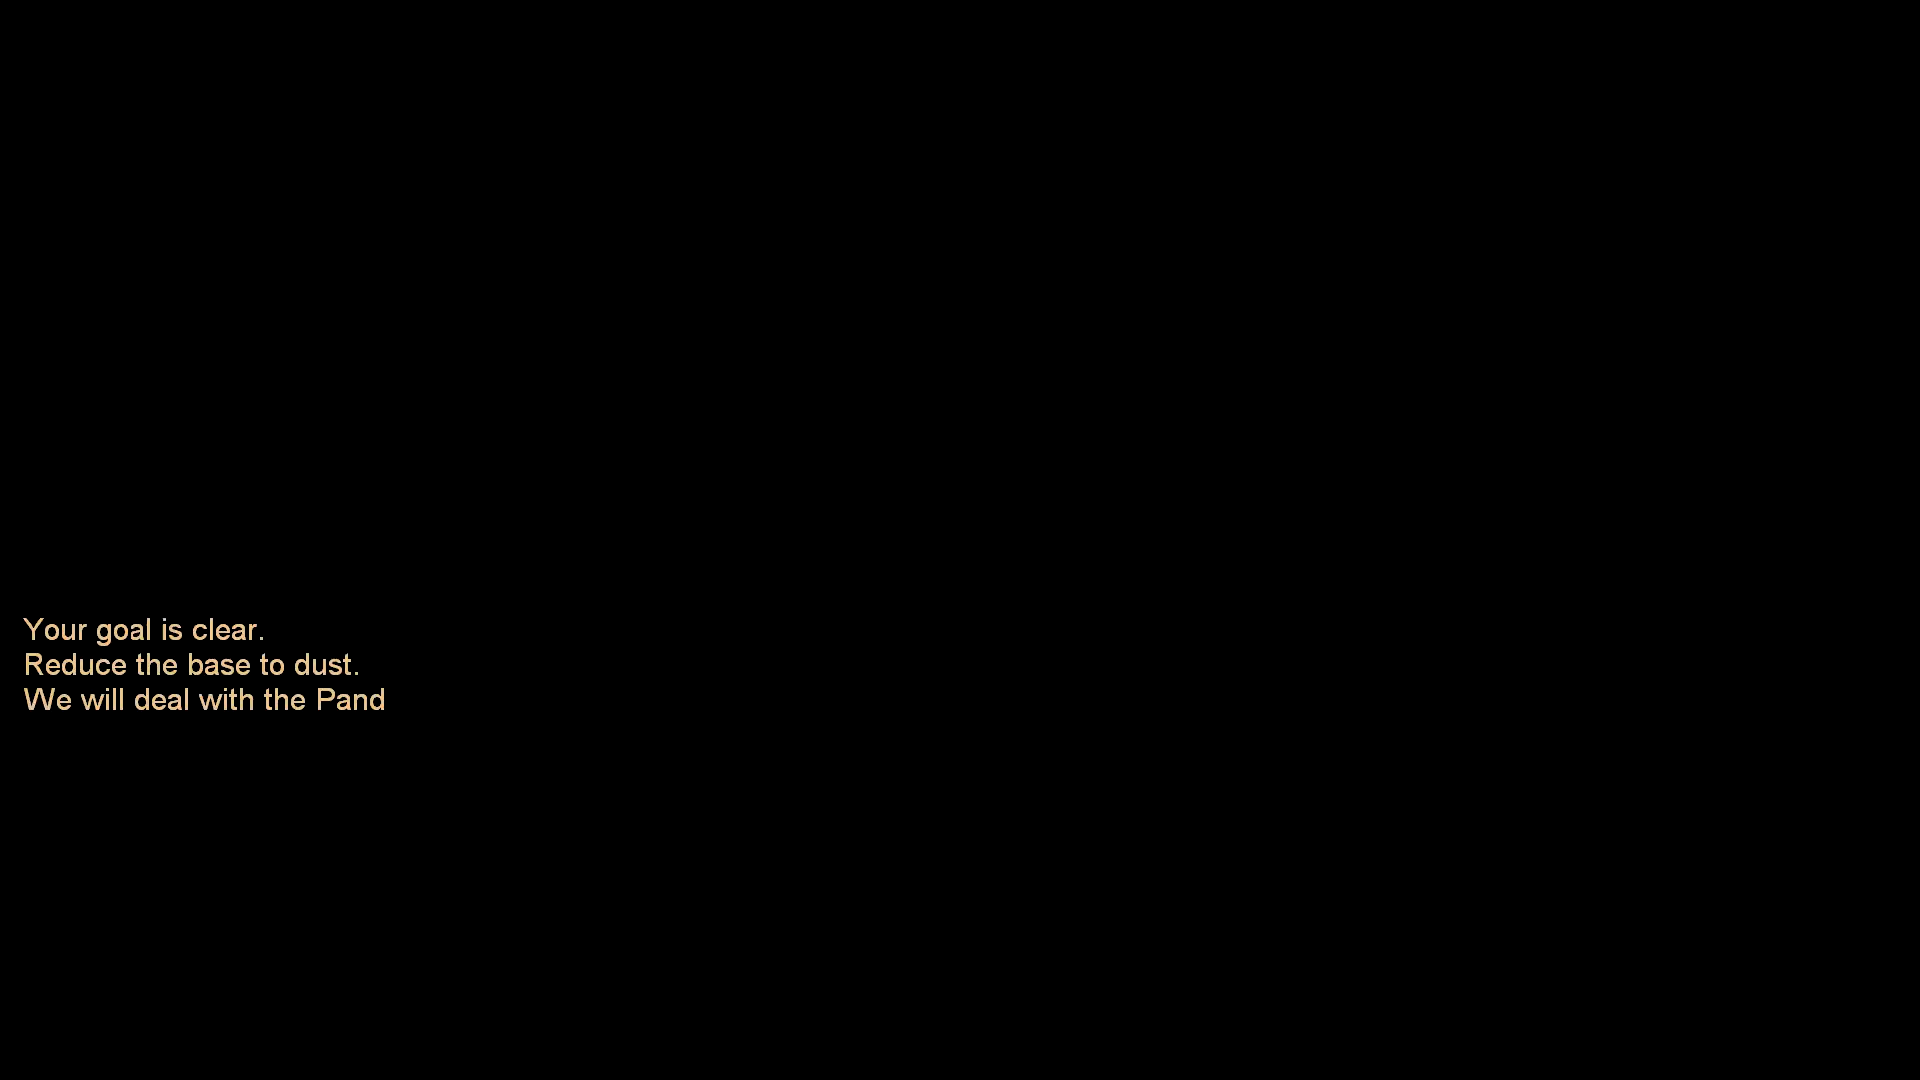 Your goal is clear.
Reduce the base to dust.
We will deal with the Pand